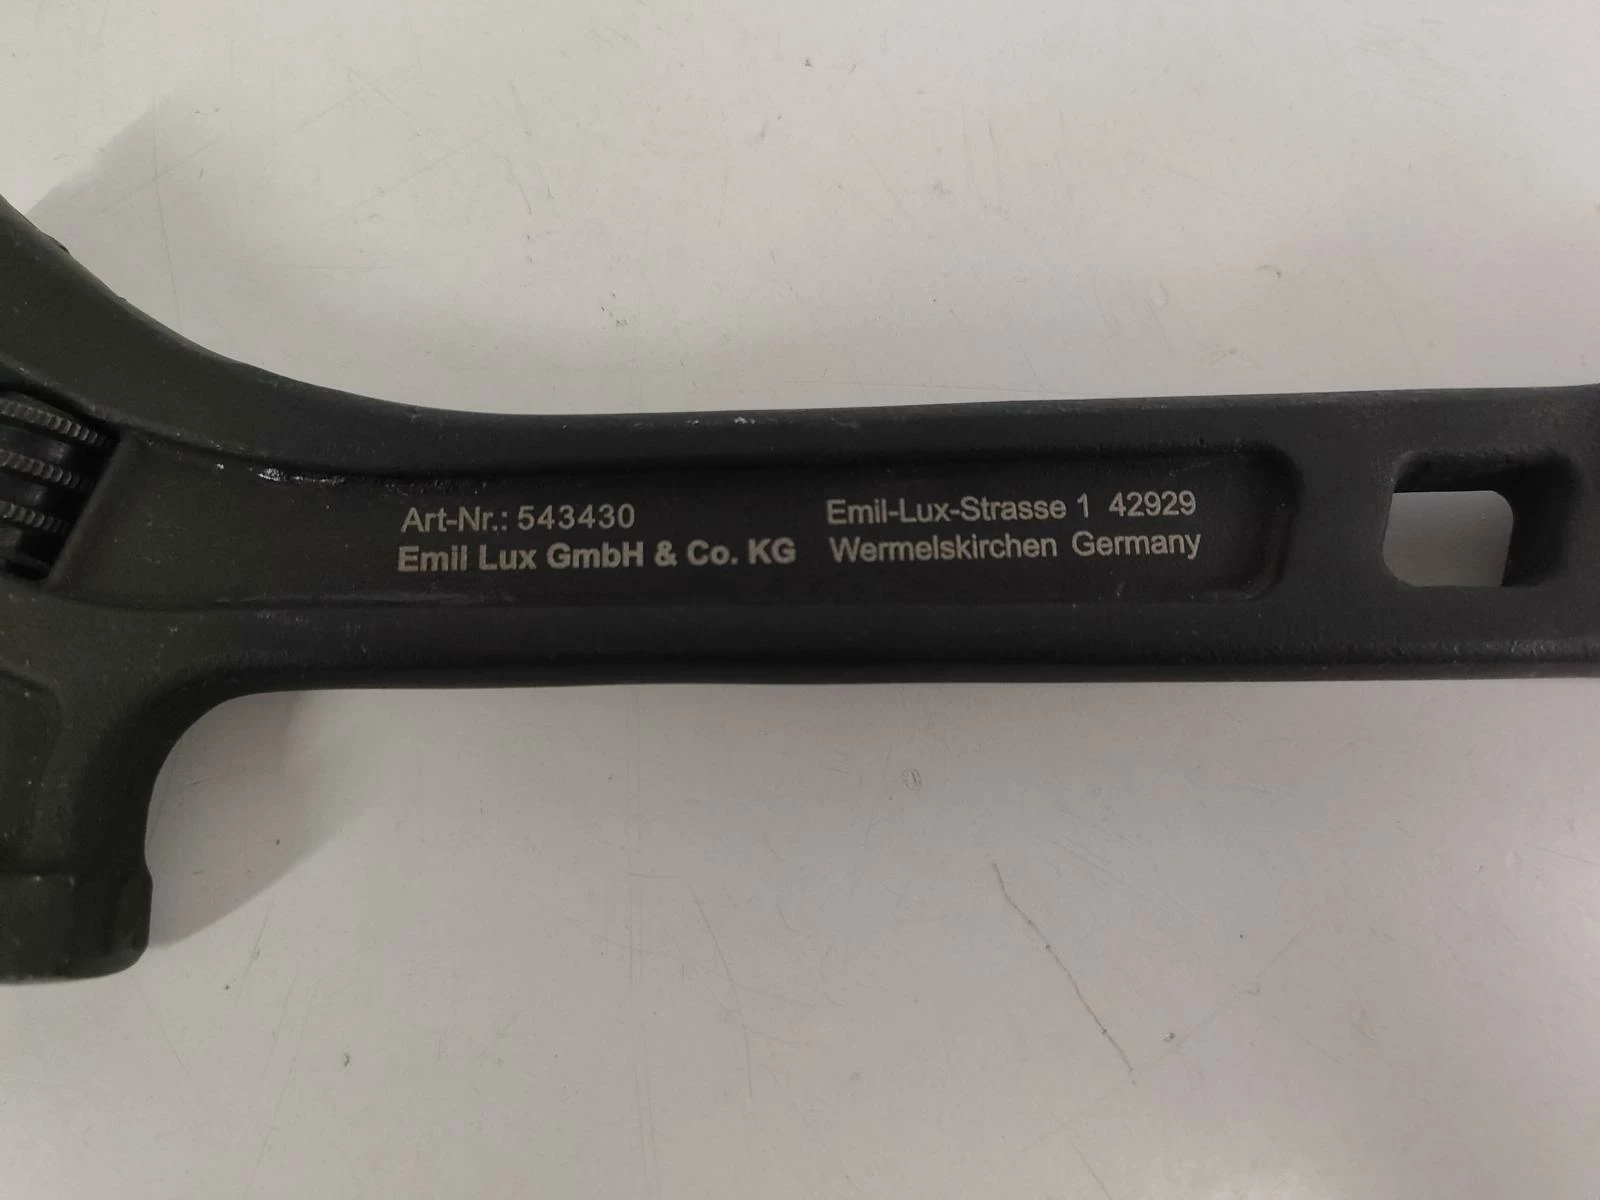 Art-Nr.: 543430
Emil Lux GmbH & Co. KG
Emil-Lux-Strasse 1 42929
Wermelskirchen Germany